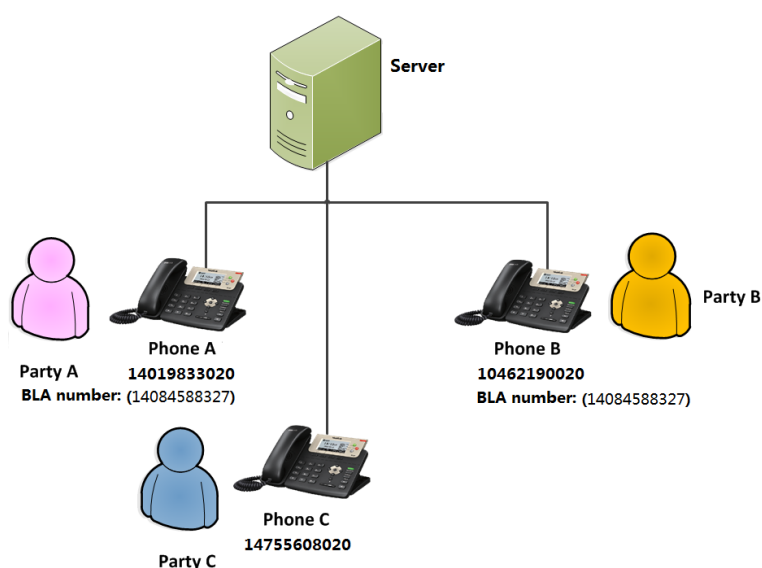 Server
Phone A
14019833020
Party A
BLA number: (14084588327)
Phone B
10462190020
BLA number: (14084588327)
Party B
Phone C
14755608020
Party C